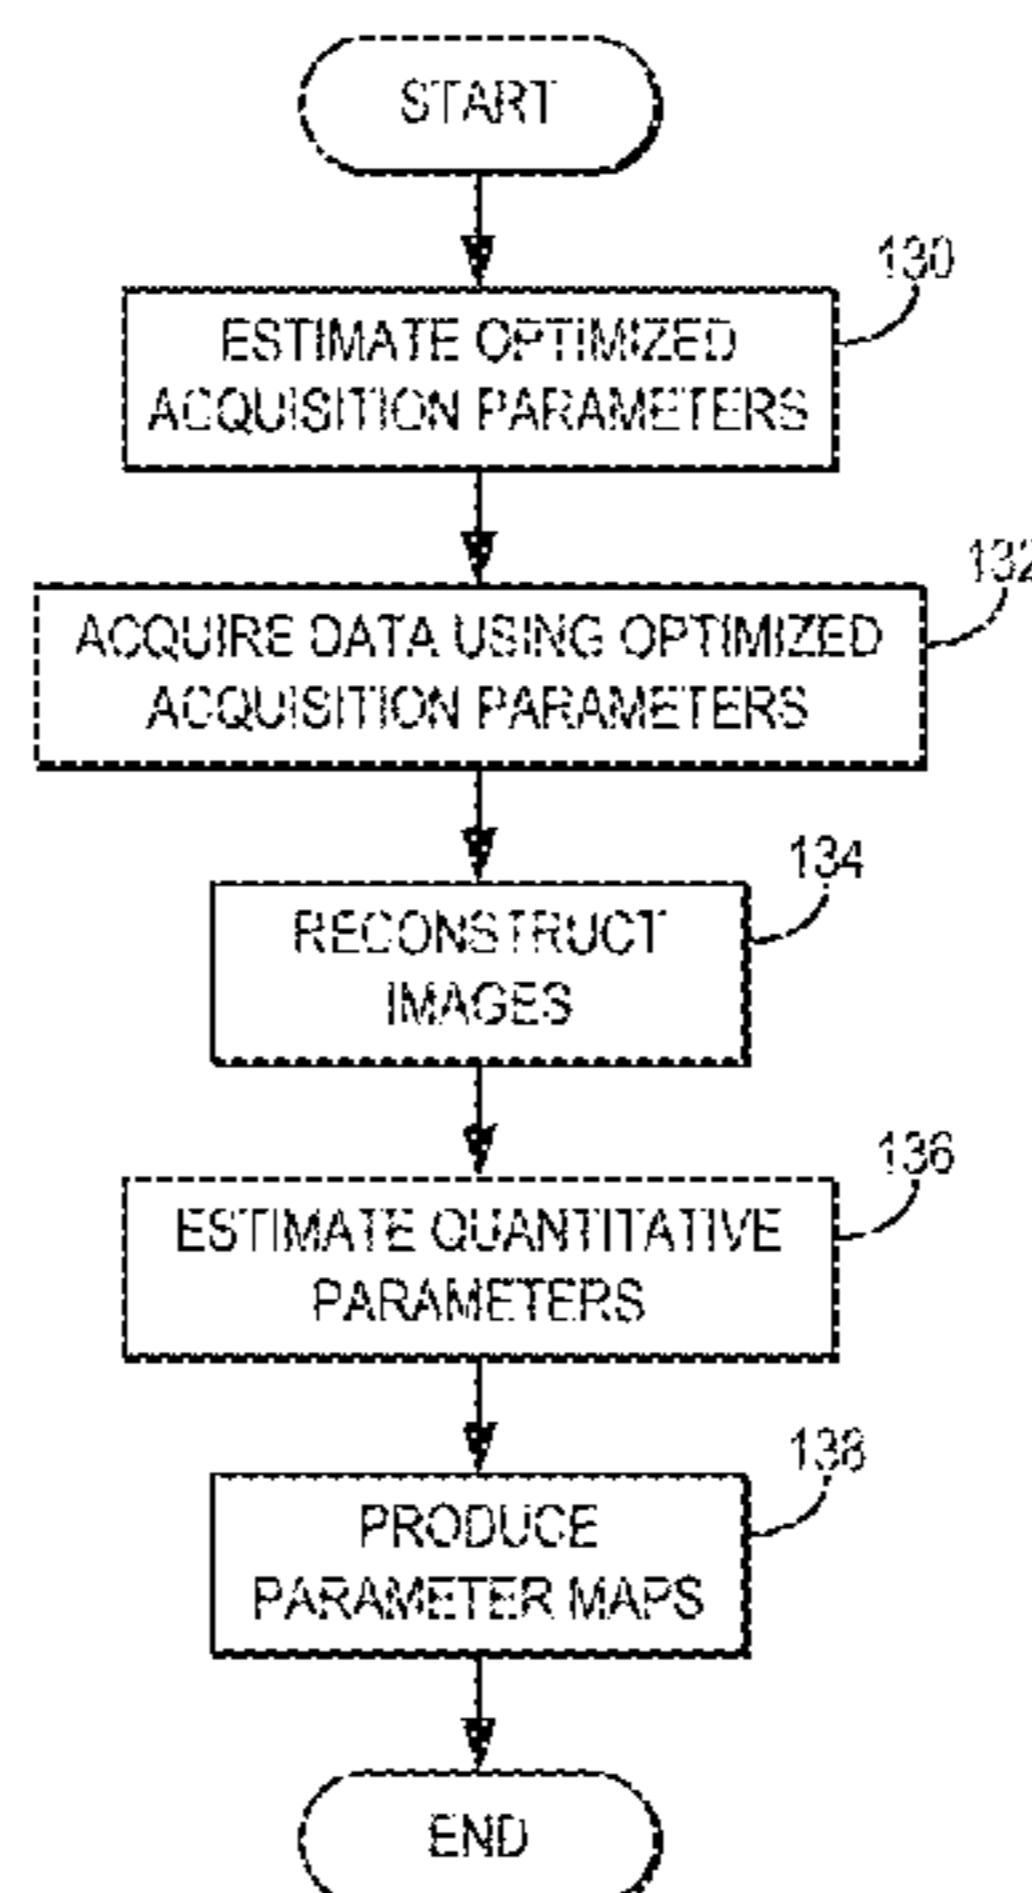 START
130
ESTIMATE OPTIMIZED
ACQUISITION PARAMETERS
132
ACQUIRE DATA USING OPTIMIZED
ACQUISITION PARAMETERS
134
RECONSTRUCT
IMAGES
136
ESTIMATE QUANTITATIVE
PARAMETERS
138
PRODUCE
PARAMETER MAPS
END